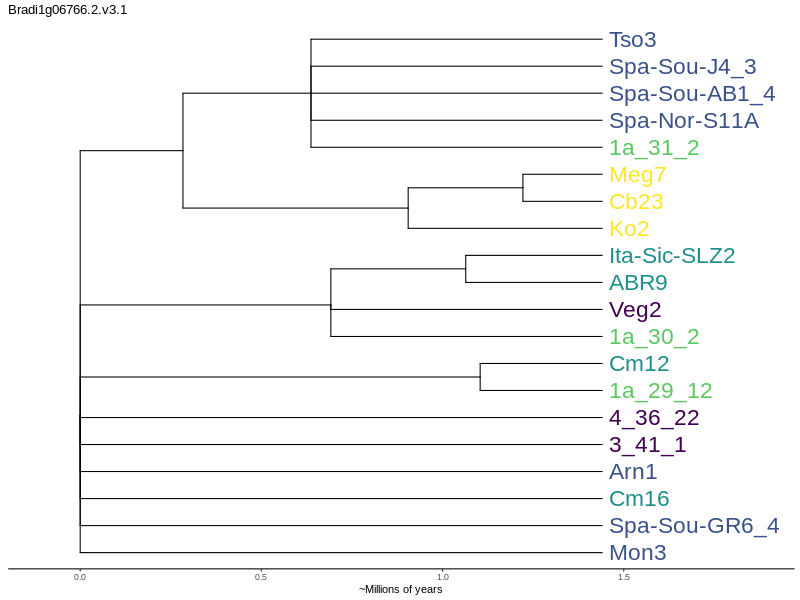 Bradi1g06766.2.v3.1
Tso3
Spa-Sou-J4_3
Spa-Sou-AB1_4
Spa-Nor-S11A
1a_31_2
Meg7
Cb23
Ko2
Ita-Sic-SLZ2
ABR9
Veg2
1a_30_2
Cm12
1a_29_12
4_36_22
3_41_1
Arn1
Cm16
Spa-Sou-GR6_4
Mon3
0.0 0.5 1.0 1.5
~Millions of years